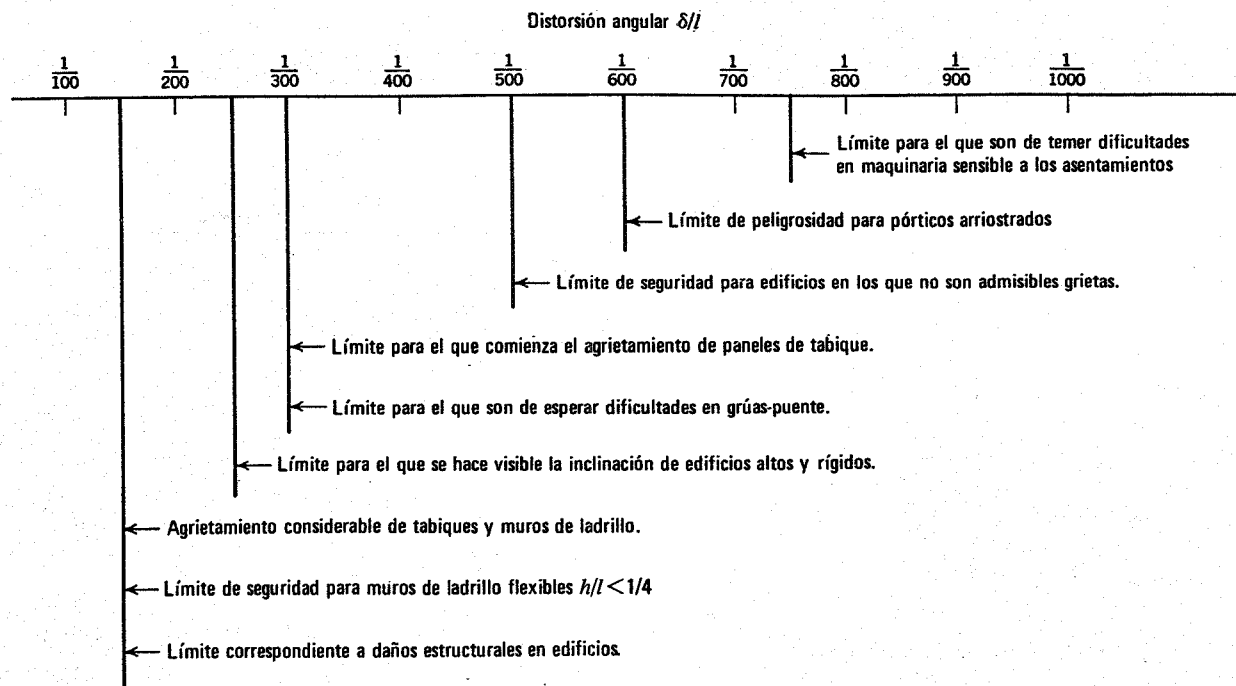 Distorsión angular δ/l
1/100 1/200 1/300 1/400 1/500 1/600 1/700 1/800 1/900 1/1000
Límite para el que son de temer dificultades
en maquinaria sensible a los asentamientos
Límite de peligrosidad para pórticos arriostrados
Límite de seguridad para edificios en los que no son admisibles grietas.
Límite para el que comienza el agrietamiento de paneles de tabique.
Límite para el que son de esperar dificultades en grúas-puente.
Límite para el que se hace visible la inclinación de edificios altos y rígidos.
Agrietamiento considerable de tabiques y muros de ladrillo.
Límite de seguridad para muros de ladrillo flexibles h/l < 1/4
Límite correspondiente a daños estructurales en edificios.